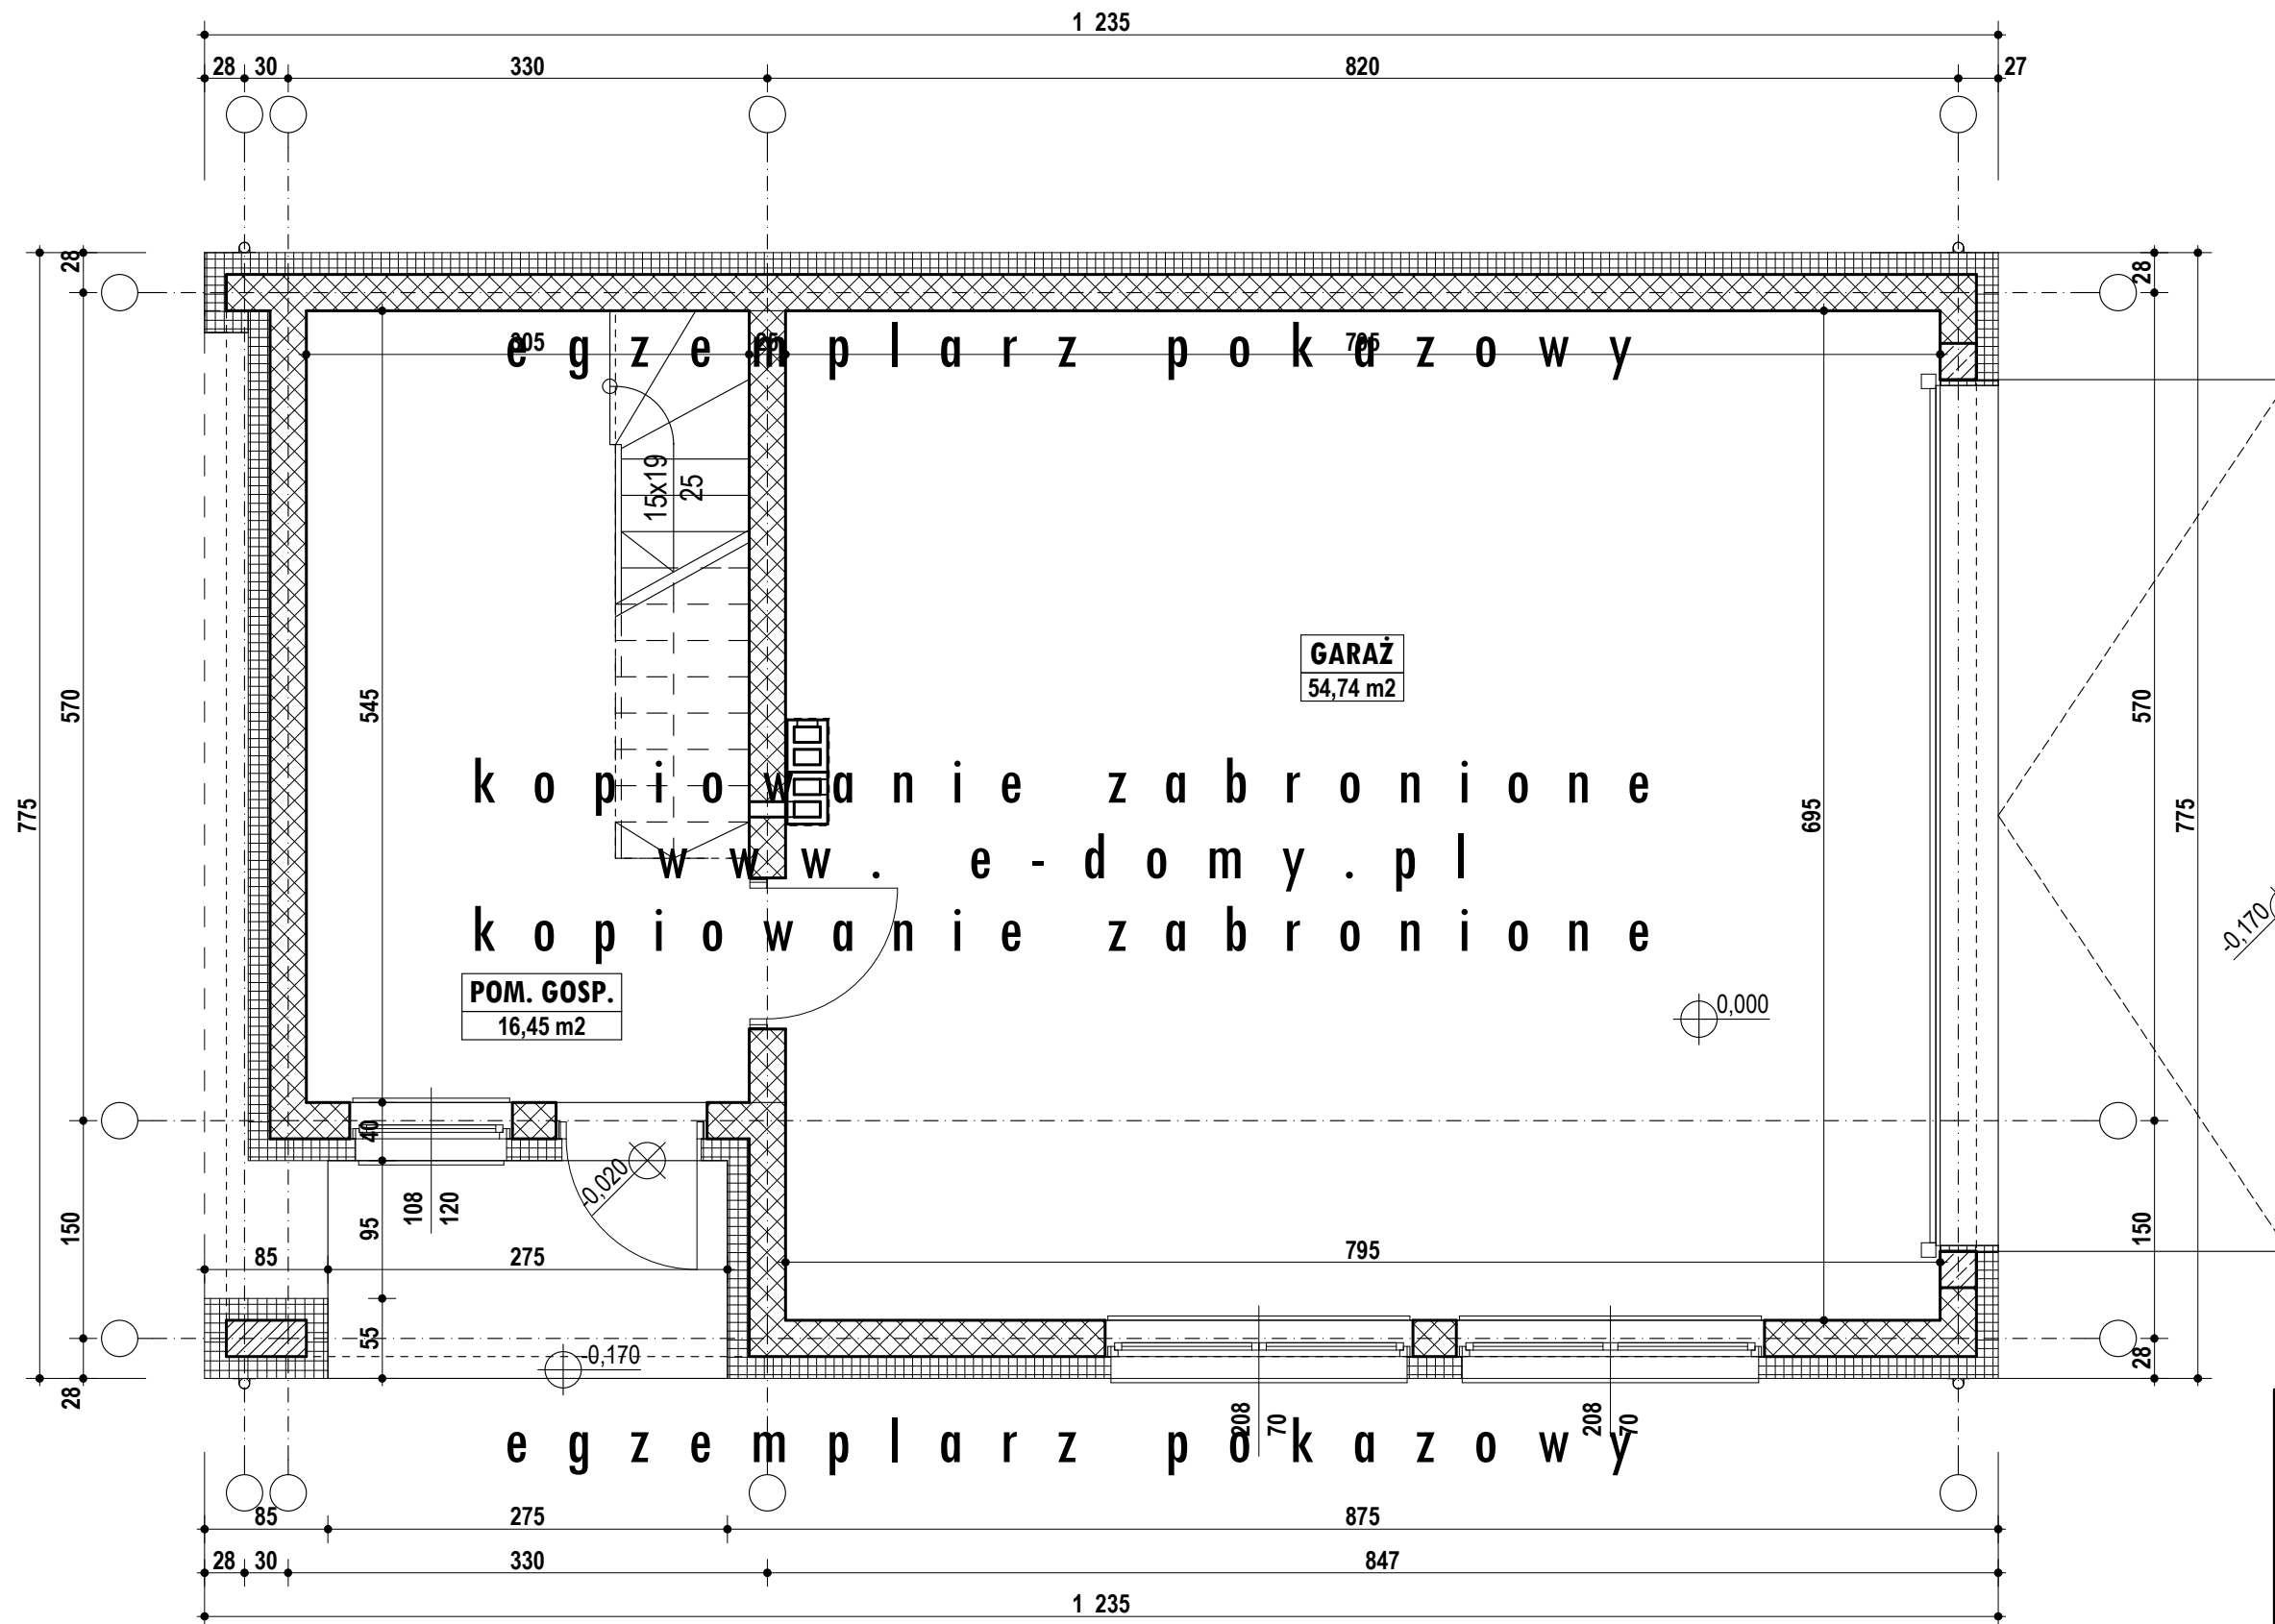 1 235
28 30 330 820 27
28
28
e g z e m p l a r z p o k a z o w y
305 25 795
15x19
25
GARAŻ
54,74 m2
570
545
570
775
695
775
k o p i o w a n i e z a b r o n i o n e
w w w . e - d o m y . p l
k o p i o w a n i e z a b r o n i o n e
-0,170
POM. GOSP.
16,45 m2
0,000
40
-0,020
108
120
150
95
150
85 275
795
55
-0,170
28
28
208
70
208
70
e g z e m p l a r z p o k a z o w y
85 275 875
28 30 330 847
1 235